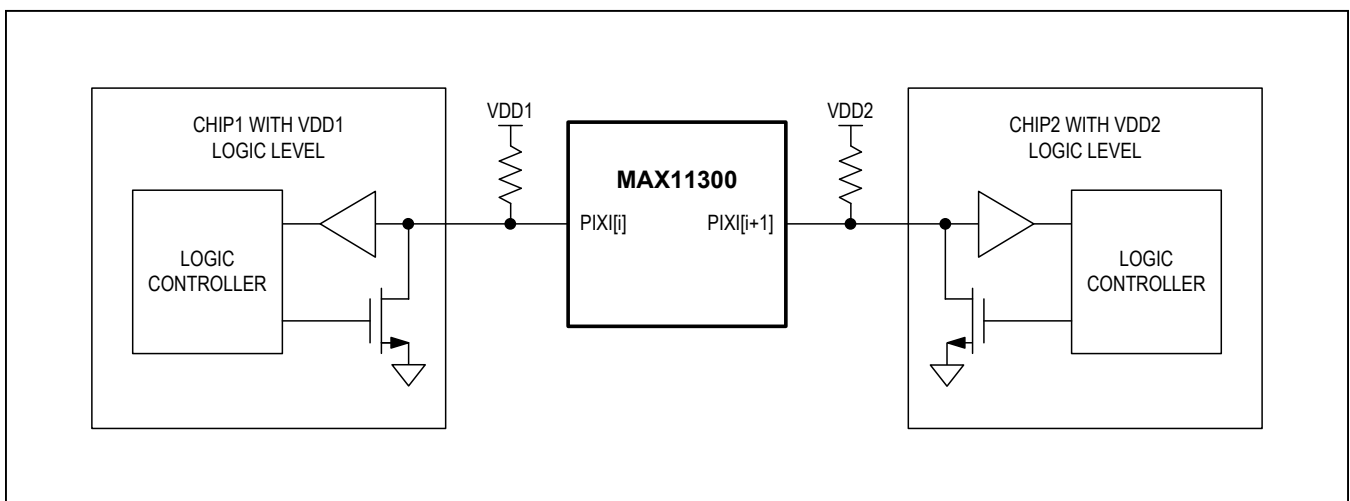 CHIP1 WITH VDD1
LOGIC LEVEL
LOGIC
CONTROLLER
VDD1
MAX11300
PIXI[i]
PIXI[i+1]
VDD2
CHIP2 WITH VDD2
LOGIC LEVEL
LOGIC
CONTROLLER